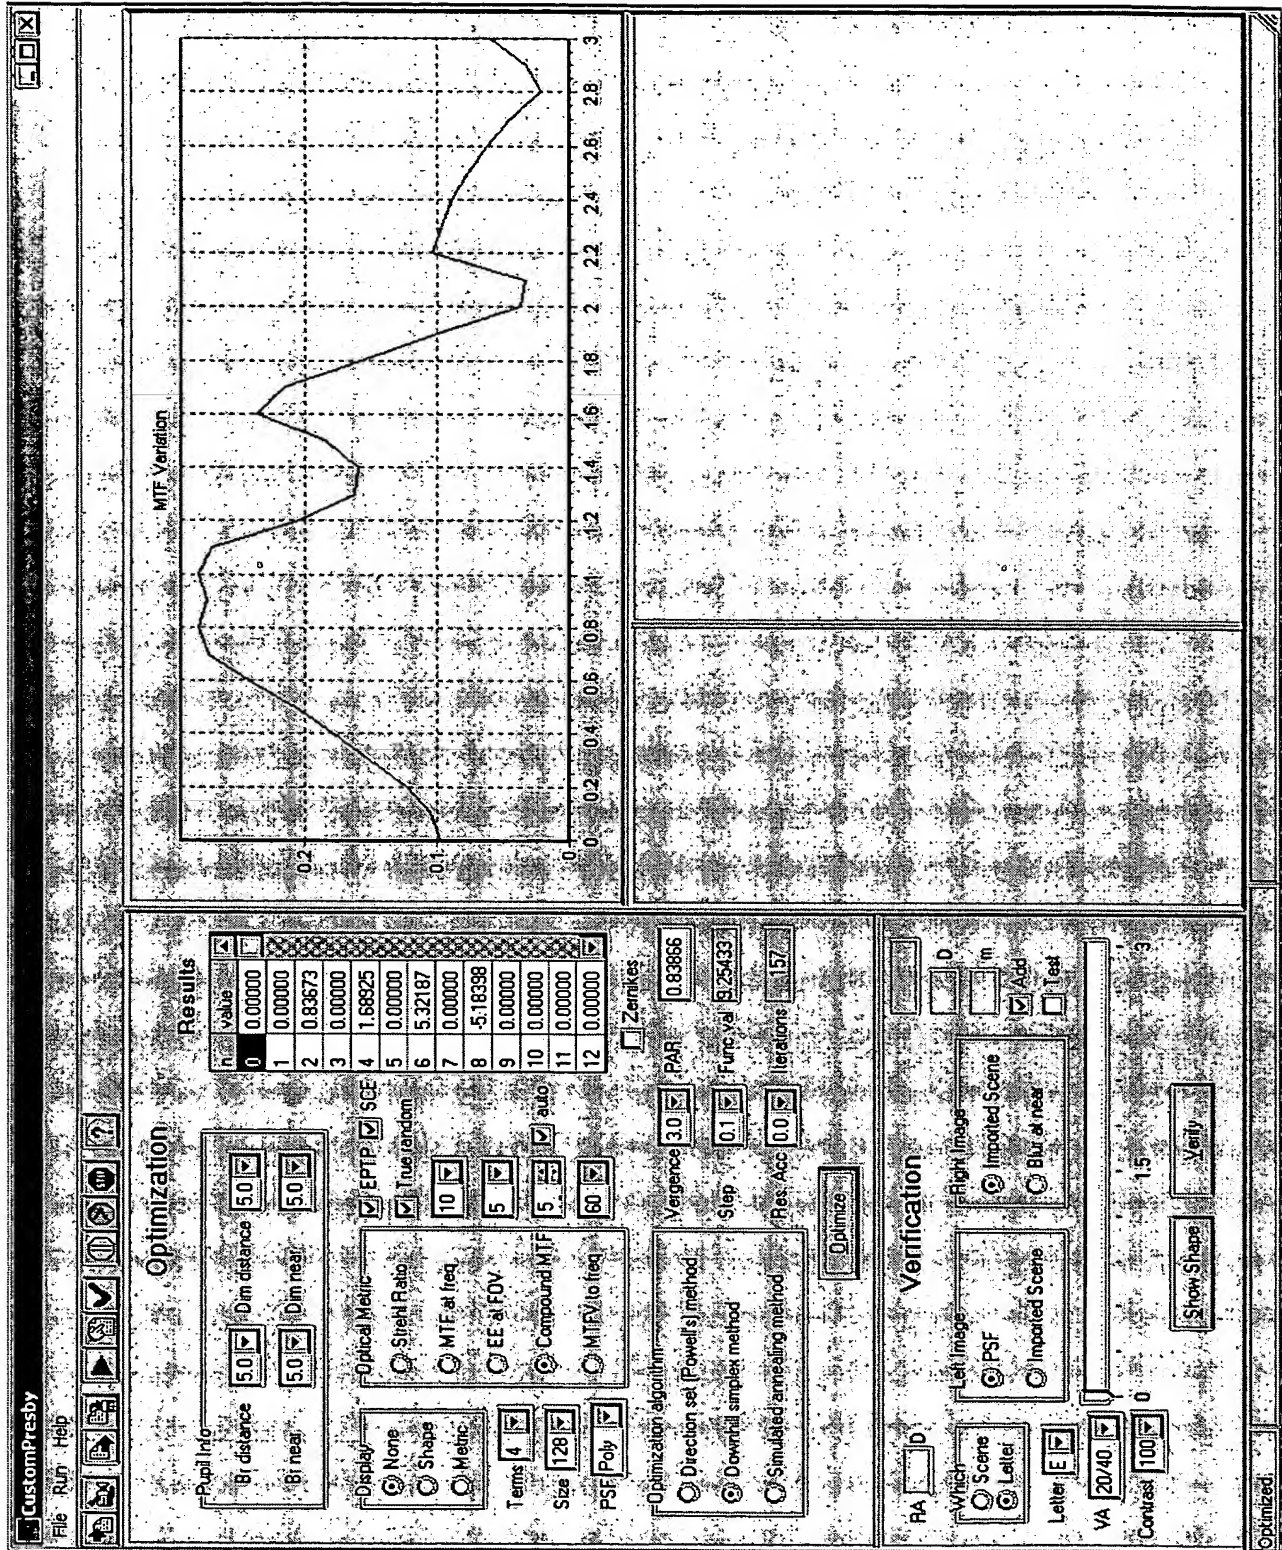 CustomPresby
File Run Help
Optimization
Pupil Info
Br distance 5.0 Dim distance 5.0
Br near 5.0 Dim near 5.0
Display
None
Shape
Metric
Terms 4
Size 128
PSF Poly
Optical Metric
Strehl Ratio
MTF at freq
EE at FOV
Compound MTF
MTFV to freq
EPTP SCE
True random
10
5
5 auto
60
Results
n value
0 0.00000
1 0.00000
2 0.83673
3 0.00000
4 1.68925
5 0.00000
6 5.32187
7 0.00000
8 -5.18398
9 0.00000
10 0.00000
11 0.00000
12 0.00000
Zernikes
Optimization algorithm
Direction set (Powell's) method
Downhill simplex method
Simulated annealing method
Vergence 3.0 PAR 0.83866
Step 0.1 Func val 9.25433
Res. Acc 0.0 Iterations 157
Optimize
Verification
RA D
Which
Scene
Letter
Letter E
VA 20/40
Contrast 100
Left Image
PSF
Imported Scene
Right Image
Imported Scene
Blur at near
D
m
Add
Test
0 1.5 3
Show Shape Verify
Optimized.
MTF Variation
0.2
0.1
0
0 0.2 0.4 0.6 0.8 1 1.2 1.4 1.6 1.8 2 2.2 2.4 2.6 2.8 3